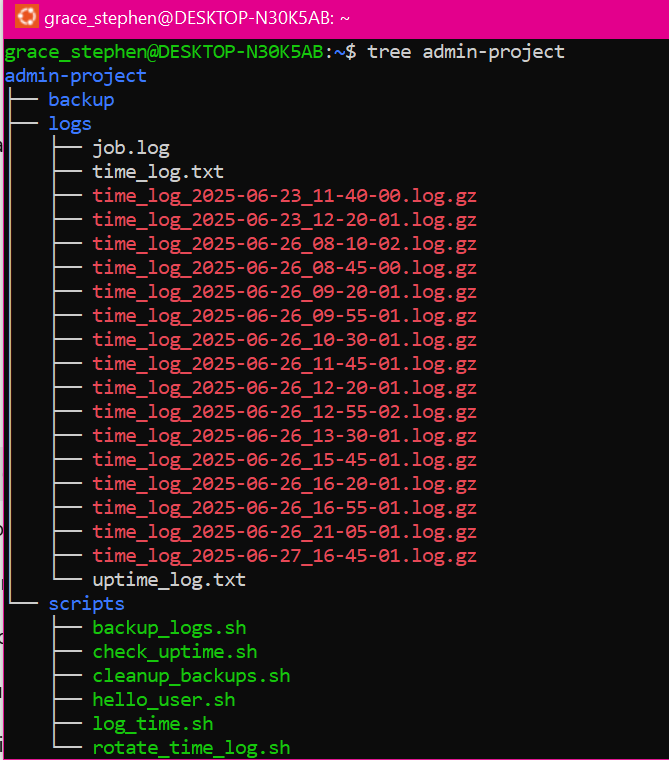 grace_stephen@DESKTOP-N30K5AB: ~
grace_stephen@DESKTOP-N30K5AB:~$ tree admin-project
admin-project
├── backup
├── logs
│   ├── job.log
│   ├── time_log.txt
│   ├── time_log_2025-06-23_11-40-00.log.gz
│   ├── time_log_2025-06-23_12-20-01.log.gz
│   ├── time_log_2025-06-26_08-10-02.log.gz
│   ├── time_log_2025-06-26_08-45-00.log.gz
│   ├── time_log_2025-06-26_09-20-01.log.gz
│   ├── time_log_2025-06-26_09-55-01.log.gz
│   ├── time_log_2025-06-26_10-30-01.log.gz
│   ├── time_log_2025-06-26_11-45-01.log.gz
│   ├── time_log_2025-06-26_12-20-01.log.gz
│   ├── time_log_2025-06-26_12-55-02.log.gz
│   ├── time_log_2025-06-26_13-30-01.log.gz
│   ├── time_log_2025-06-26_15-45-01.log.gz
│   ├── time_log_2025-06-26_16-20-01.log.gz
│   ├── time_log_2025-06-26_16-55-01.log.gz
│   ├── time_log_2025-06-26_21-05-01.log.gz
│   ├── time_log_2025-06-27_16-45-01.log.gz
│   └── uptime_log.txt
└── scripts
    ├── backup_logs.sh
    ├── check_uptime.sh
    ├── cleanup_backups.sh
    ├── hello_user.sh
    ├── log_time.sh
    └── rotate_time_log.sh